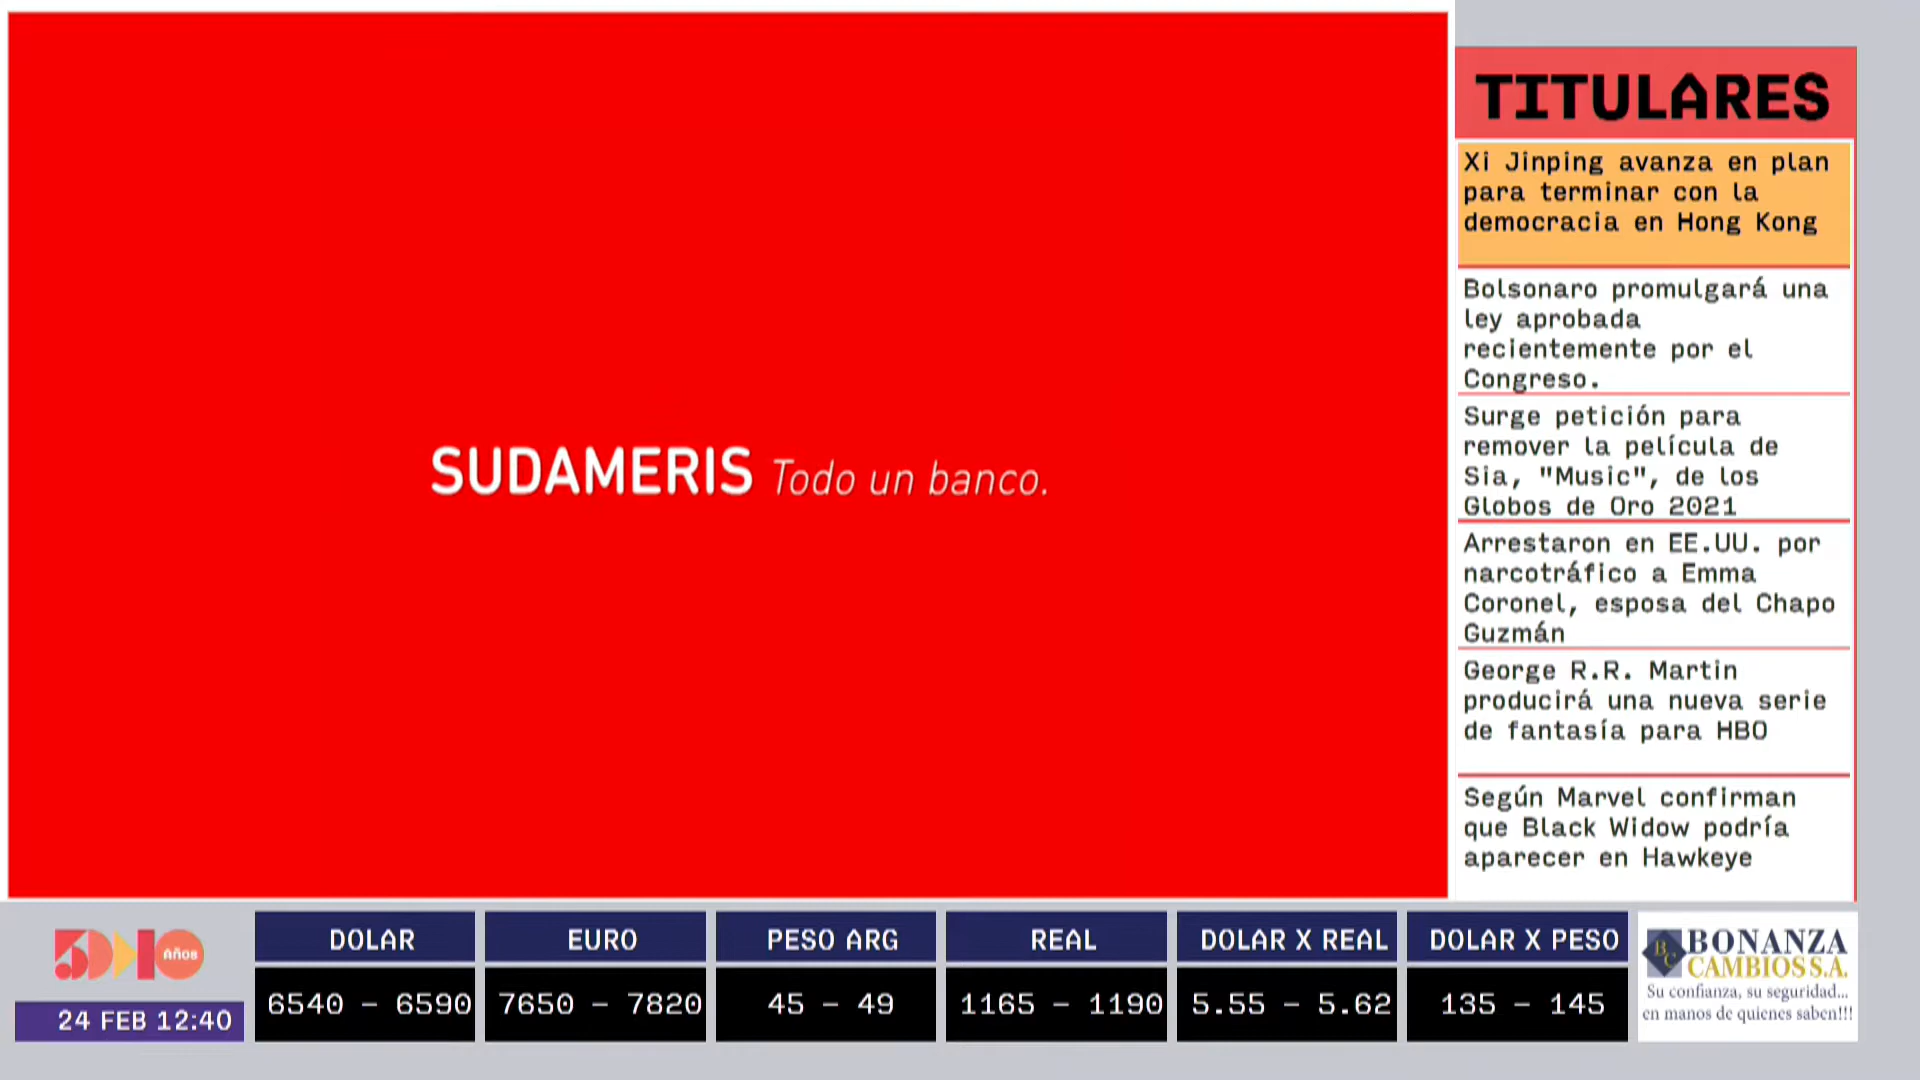 SUDAMERIS Todo un banco.
TITULARES
Xi Jinping avanza en plan
para terminar con la
democracia en Hong Kong
Bolsonaro promulgará una
ley aprobada
recientemente por el
Congreso.
Surge petición para
remover la película de
Sia, "Music", de los
Globos de Oro 2021
Arrestaron en EE.UU. por
narcotráfico a Emma
Coronel, esposa del Chapo
Guzmán
George R.R. Martin
producirá una nueva serie
de fantasía para HBO
Según Marvel confirman
que Black Widow podría
aparecer en Hawkeye
Años
24 FEB 12:40
DOLAR
6540 - 6590
EURO
7650 - 7820
PESO ARG
45 - 49
REAL
1165 - 1190
DOLAR X REAL
5.55 - 5.62
DOLAR X PESO
135 - 145
BC BONANZA
CAMBIOS S.A.
Su confianza, su seguridad...
en manos de quienes saben!!!